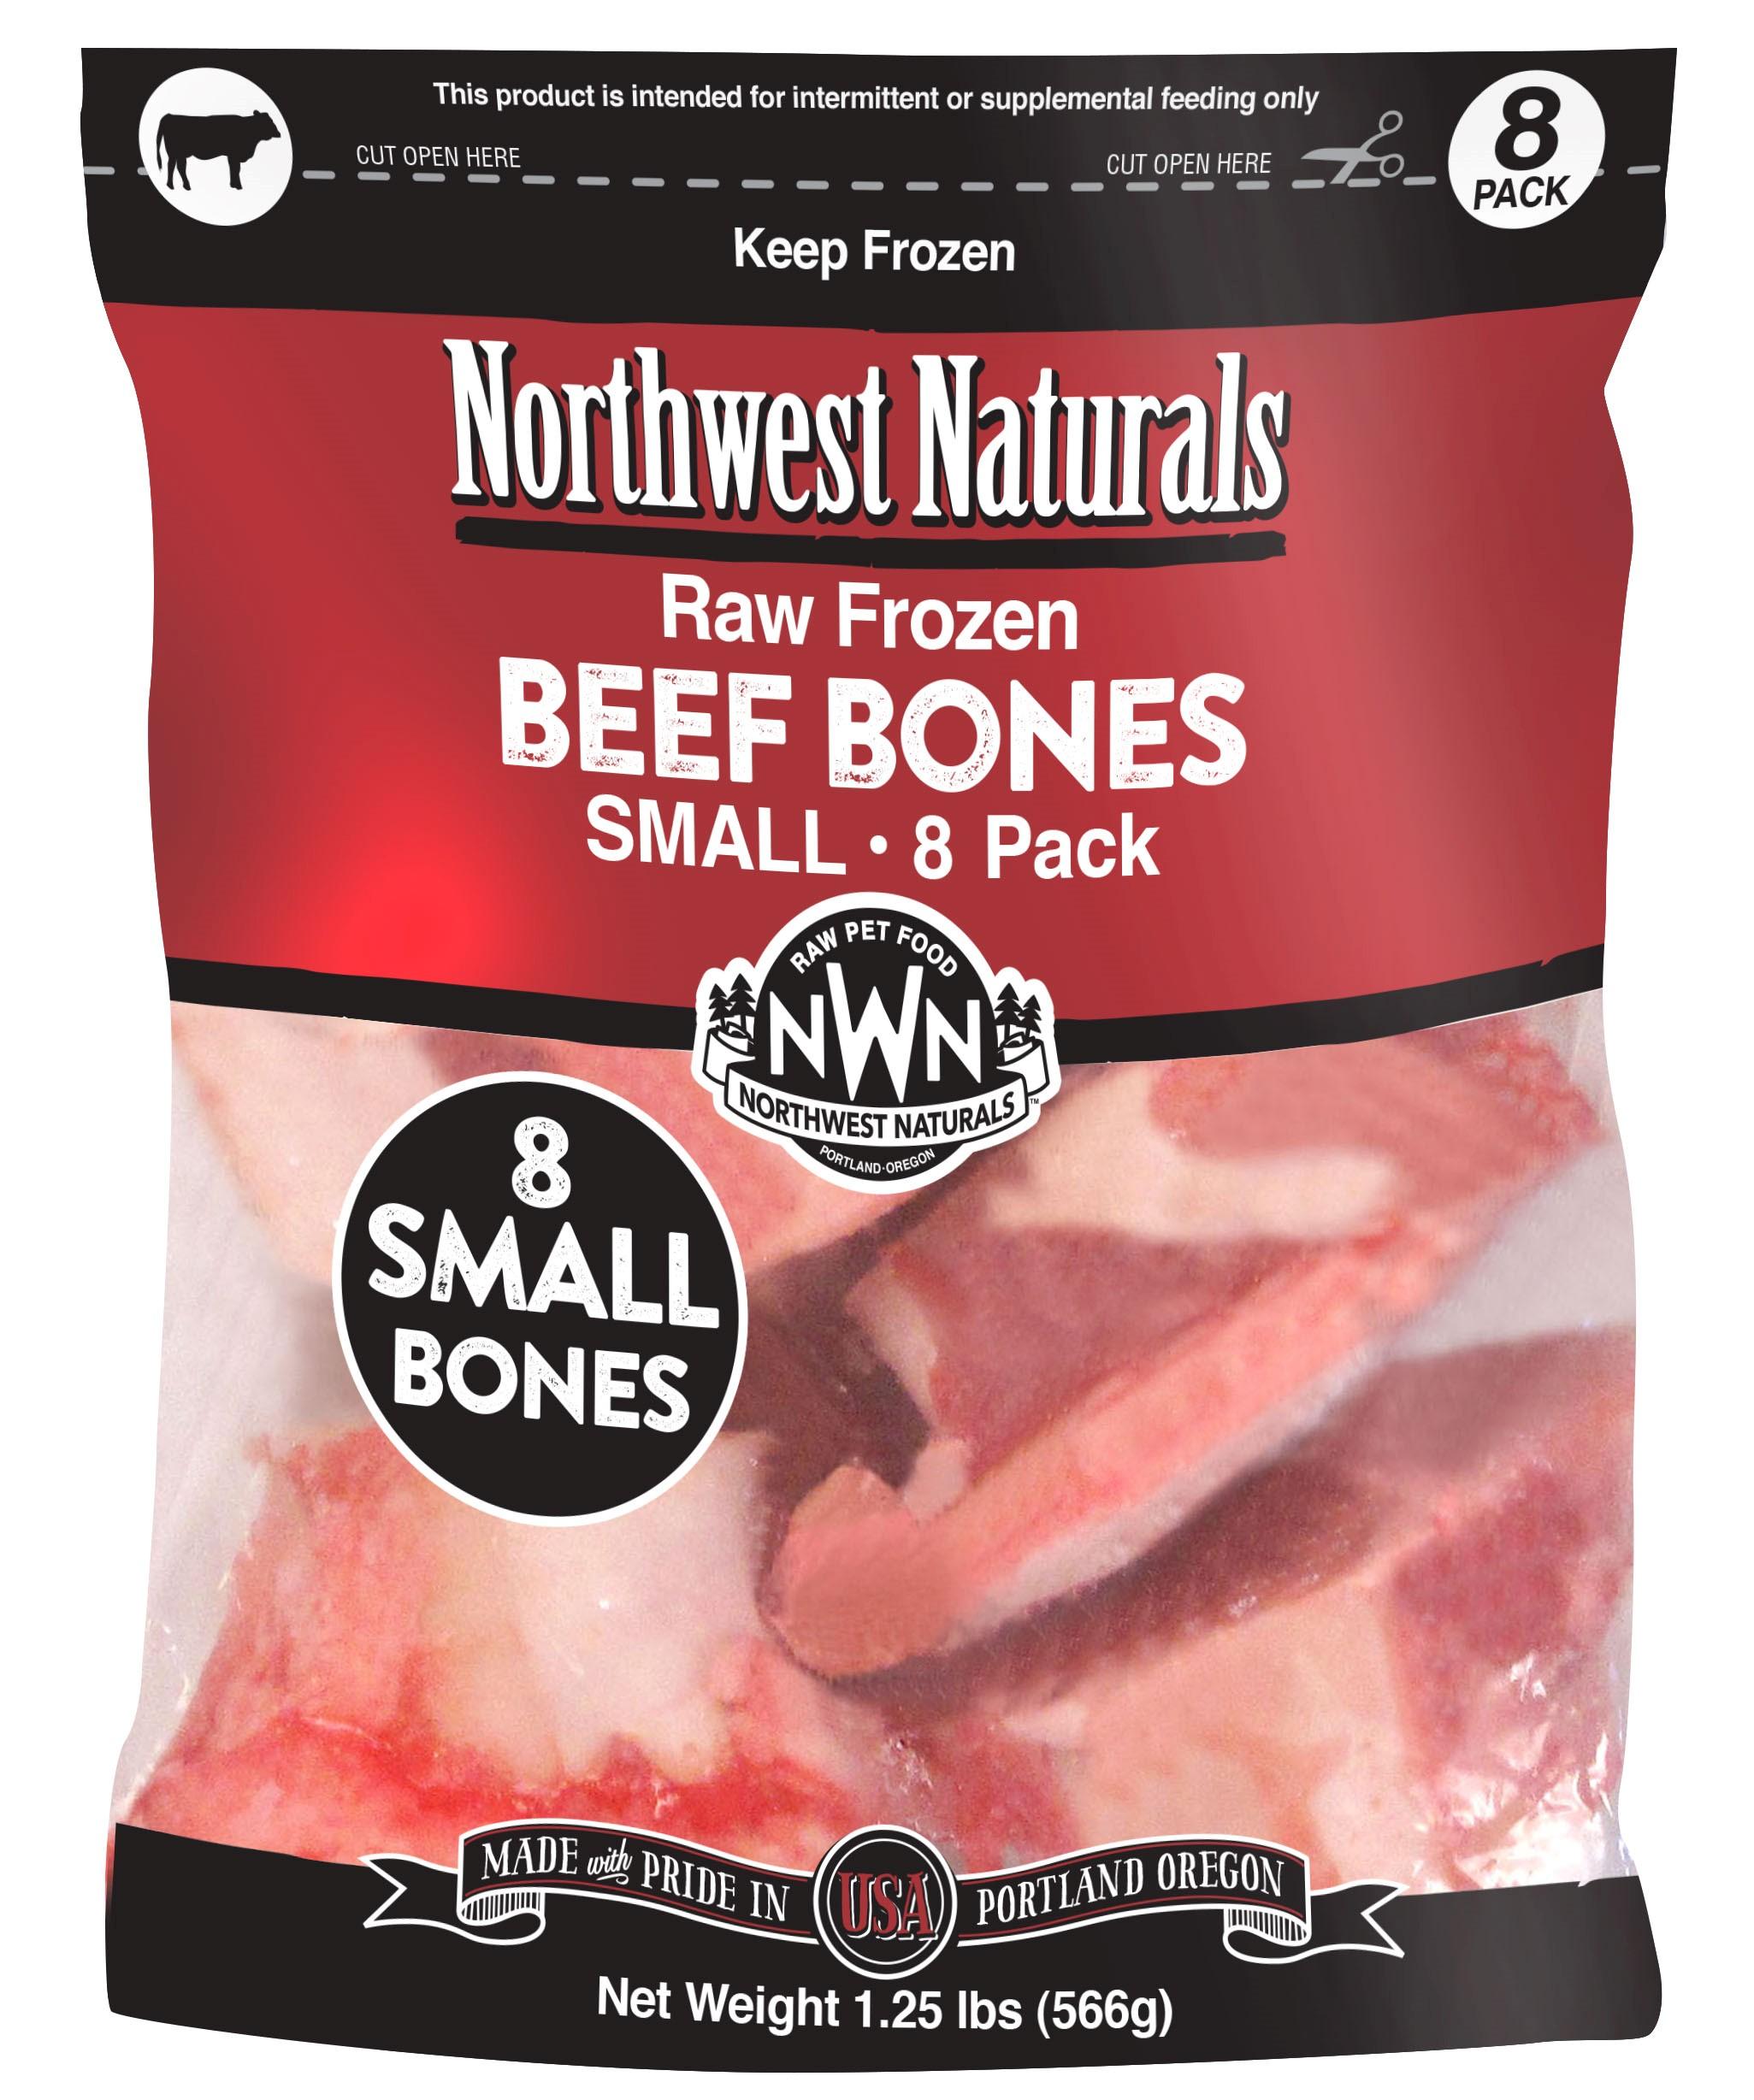 This product is intended for intermittent or supplemental feeding only
CUT OPEN HERE
CUT OPEN HERE
8
PACK
Keep Frozen
Northwest Naturals
Raw Frozen
BEEF BONES
SMALL • 8 Pack
RAW PET FOOD
NWN
NORTHWEST NATURALS™
PORTLAND·OREGON
8
SMALL
BONES
MADE with PRIDE IN USA PORTLAND OREGON
Net Weight 1.25 lbs (566g)